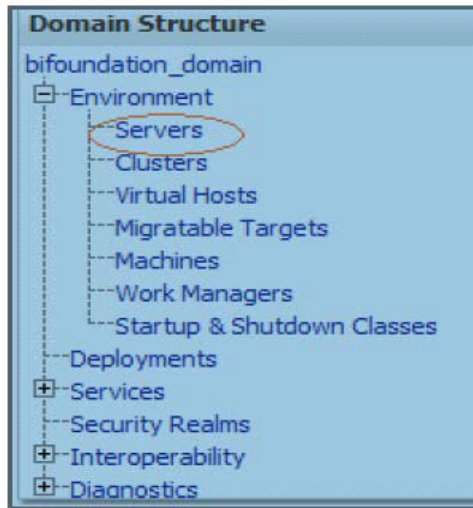 Domain Structure
bifoundation_domain
Environment
Servers
Clusters
Virtual Hosts
Migratable Targets
Machines
Work Managers
Startup & Shutdown Classes
Deployments
Services
Security Realms
Interoperability
Diagnostics